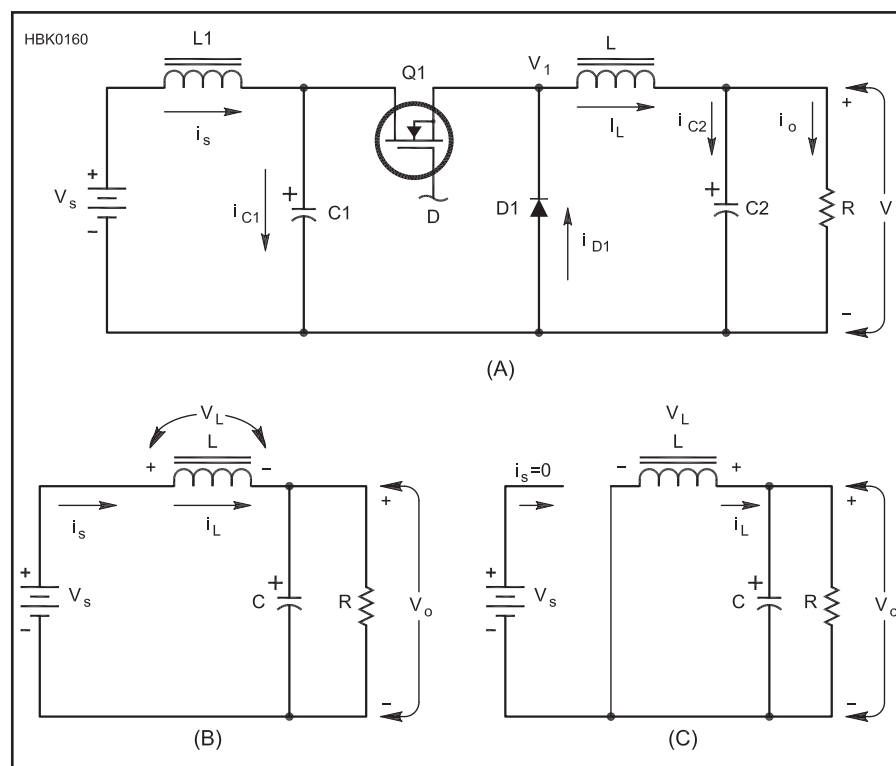 HBK0160
L1
Q1
V1
L
is
IL
iC2
io
+
+
Vs
−
iC1
+
C1
D
D1
iD1
+
C2
R
V
−
(A)
VL
L
+ −
is
iL
+
+
Vs
−
+
C
R
Vo
−
(B)
VL
L
is=0
− +
iL
+
+
Vs
−
+
C
R
Vo
−
(C)